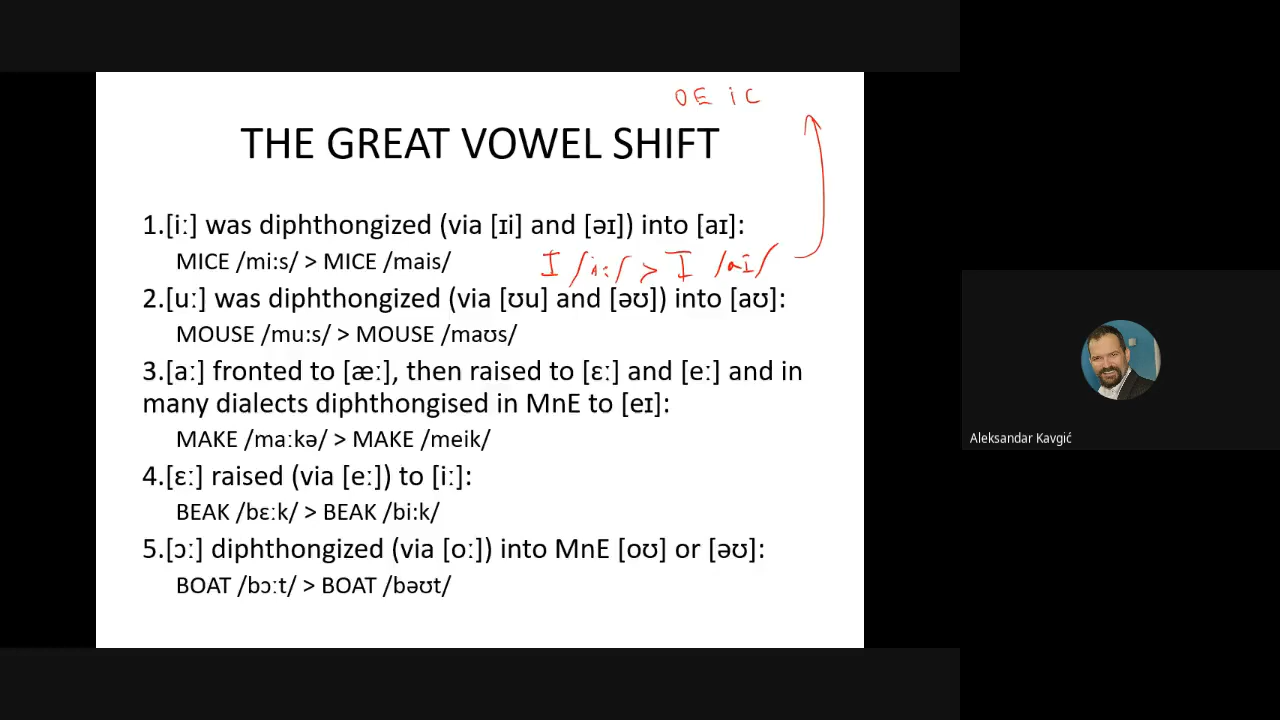 OE ic
THE GREAT VOWEL SHIFT
1.[iː] was diphthongized (via [ɪi] and [əɪ]) into [aɪ]:
MICE /mi:s/ > MICE /mais/
I /i:/ > I /aI/
2.[uː] was diphthongized (via [ʊu] and [əʊ]) into [aʊ]:
MOUSE /mu:s/ > MOUSE /maʊs/
3.[aː] fronted to [æː], then raised to [ɛː] and [eː] and in
many dialects diphthongised in MnE to [eɪ]:
MAKE /maːkə/ > MAKE /meik/
4.[ɛː] raised (via [eː]) to [iː]:
BEAK /bɛːk/ > BEAK /bi:k/
5.[ɔː] diphthongized (via [oː]) into MnE [oʊ] or [əʊ]:
BOAT /bɔːt/ > BOAT /bəʊt/
Aleksandar Kavgić